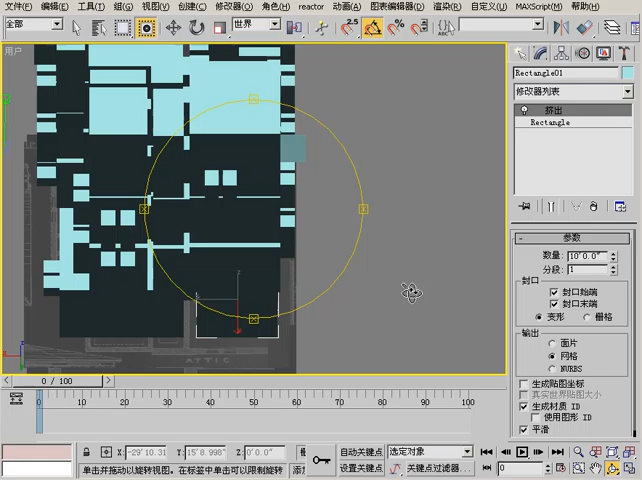 文件(F) 编辑(E) 工具(T) 组(G) 视图(V) 创建(C) 修改器(O) 角色(H) reactor 动画(A) 图表编辑器(D) 渲染(R) 自定义(U) MAXScript(M) 帮助(H)
全部 世界 2.5
用户
Rectangle01
修改器列表
挤出
Rectangle
ATTIC
参数
数量: 10'0.0"
分段: 1
封口
封口始端
封口末端
变形 栅格
输出
面片
网格
NURBS
生成贴图坐标
真实世界贴图大小
生成材质 ID
使用图形 ID
平滑
0 / 100
0 10 20 30 40 50 60 70 80 90 100
X: -29'10.31 Y: 15'8.998" Z: 0'0.0" 自动关键点 选定对象
单击并拖动以旋转视图。在标签中单击可以限制旋转 添加 设置关键点 关键点过滤器... 0